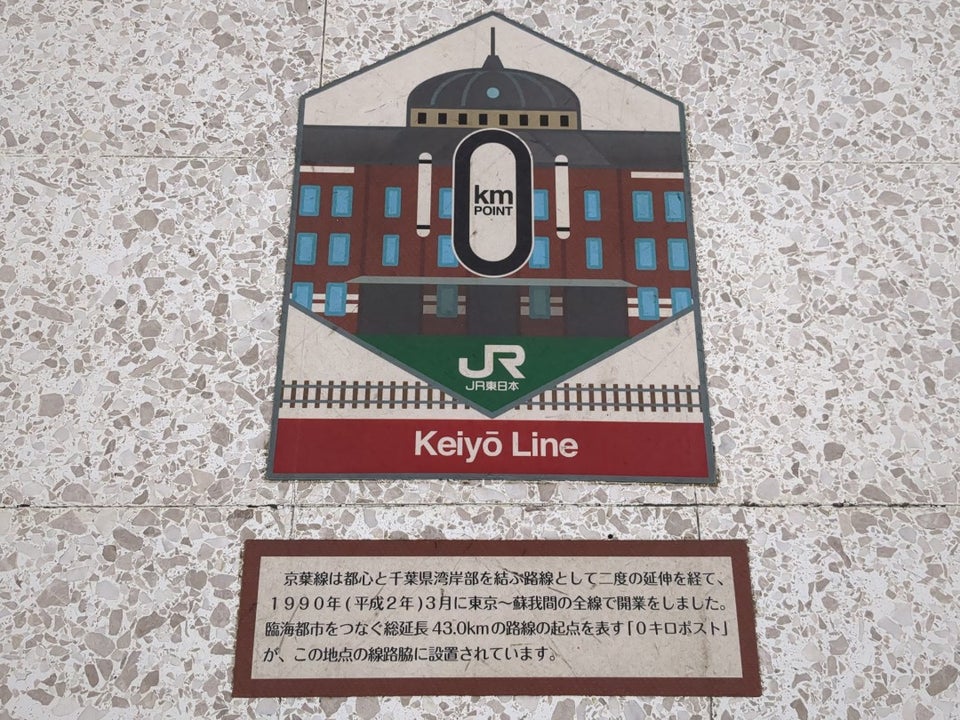 0
km
POINT
JR
JR東日本
Keiyō Line
京葉線は都心と千葉県湾岸部を結ぶ路線として二度の延伸を経て、
1990年(平成2年)3月に東京～蘇我間の全線で開業をしました。
臨海都市をつなぐ総延長43.0kmの路線の起点を表す「0キロポスト」
が、この地点の線路脇に設置されています。